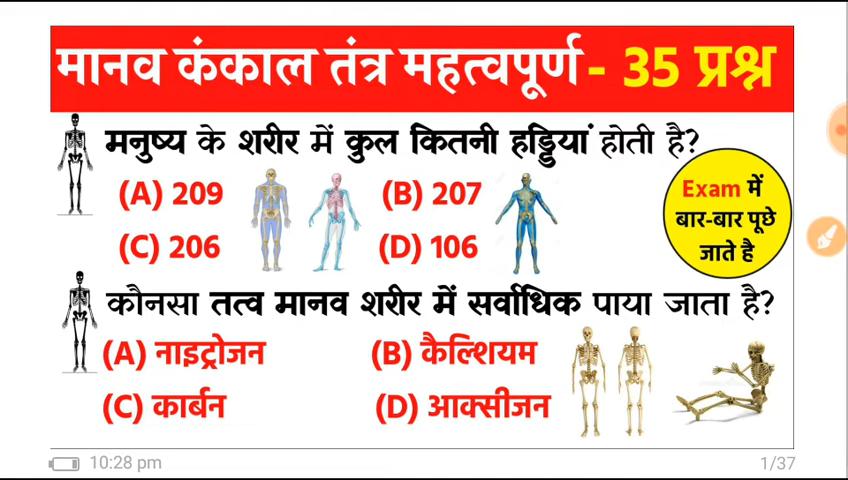 मानव कंकाल तंत्र महत्वपूर्ण - 35 प्रश्न
मनुष्य के शरीर में कुल कितनी हड्डियां होती है?
(A) 209 (B) 207
(C) 206 (D) 106
Exam में
बार-बार पूछे
जाते है
कौनसा तत्व मानव शरीर में सर्वाधिक पाया जाता है?
(A) नाइट्रोजन (B) कैल्शियम
(C) कार्बन (D) आक्सीजन
10:28 pm 1/37